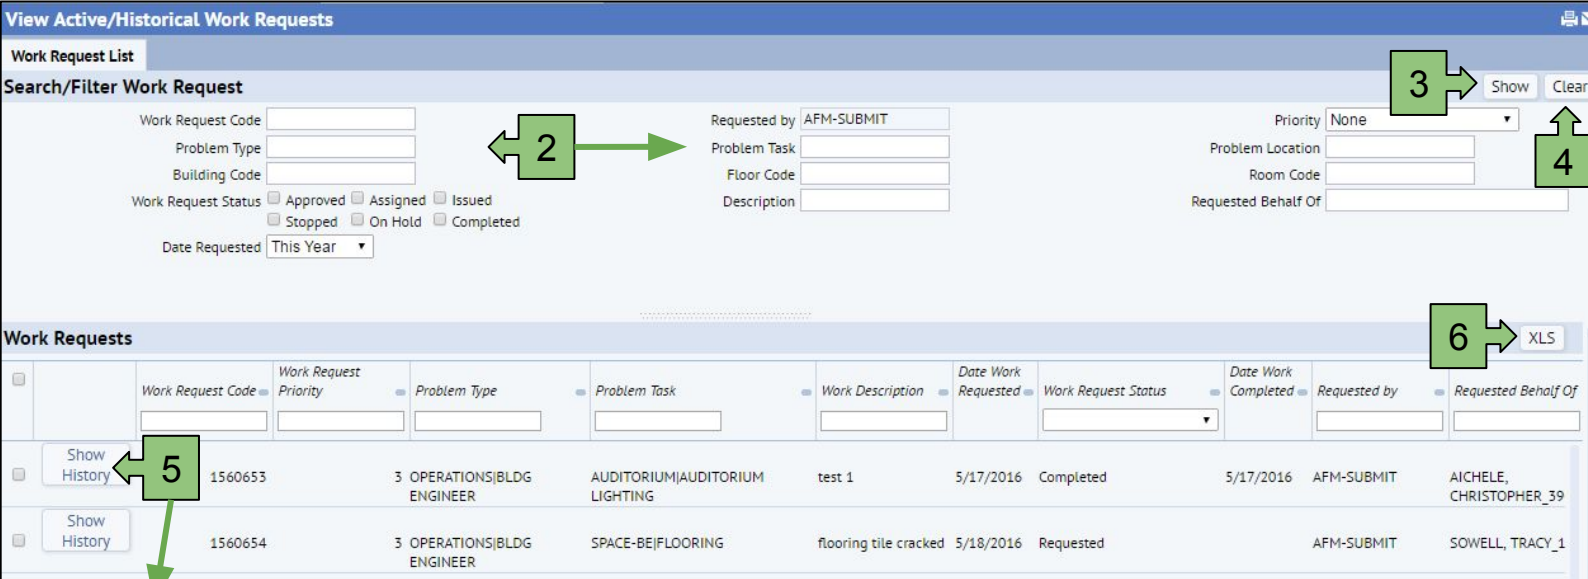 View Active/Historical Work Requests
Work Request List
Search/Filter Work Request
3
Show
Clear
Work Request Code
Requested by AFM-SUBMIT
Priority None
Problem Type
2
Problem Task
Problem Location
4
Building Code
Floor Code
Room Code
Work Request Status Approved Assigned Issued
Description
Requested Behalf Of
Stopped On Hold Completed
Date Requested This Year
Work Requests
6
XLS
Work Request Code
Work Request
Priority
Problem Type
Problem Task
Work Description
Date Work
Requested
Work Request Status
Date Work
Completed
Requested by
Requested Behalf Of
Show
History
5
1560653
3
OPERATIONS|BLDG
ENGINEER
AUDITORIUM|AUDITORIUM
LIGHTING
test 1
5/17/2016
Completed
5/17/2016
AFM-SUBMIT
AICHELE,
CHRISTOPHER_39
Show
History
1560654
3
OPERATIONS|BLDG
ENGINEER
SPACE-BE|FLOORING
flooring tile cracked
5/18/2016
Requested
AFM-SUBMIT
SOWELL, TRACY_1